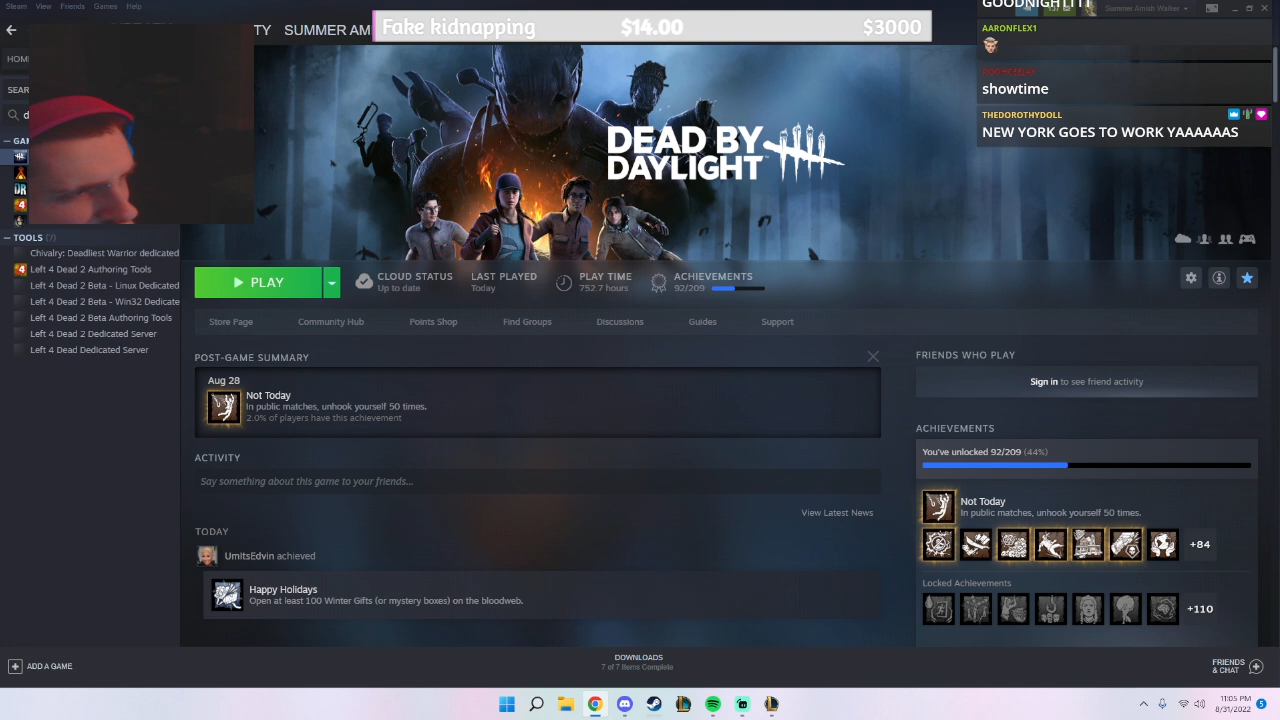 Steam View Friends Games
GOODNIGHT!!!
Summer Amish Walker
TY SUMMER AM
Fake kidnapping $14.00 $3000
AARONFLEX1
showtime
THEDOROTHYDOLL
NEW YORK GOES TO WORK YAAAAAAS
HOM
SEAR
d
GA
DR
DEAD BY
DAYLIGHT
TOOLS (7)
Chivalry: Deadliest Warrior dedicated
Left 4 Dead 2 Authoring Tools
Left 4 Dead 2 Beta - Linux Dedicated
Left 4 Dead 2 Beta - Win32 Dedicate
Left 4 Dead 2 Beta Authoring Tools
Left 4 Dead 2 Dedicated Server
Left 4 Dead Dedicated Server
PLAY
CLOUD STATUS
Up to date
LAST PLAYED
Today
PLAY TIME
752.7 hours
ACHIEVEMENTS
92/209
Store Page Community Hub Points Shop Find Groups Discussions Guides Support
POST-GAME SUMMARY
Aug 28
Not Today
In public matches, unhook yourself 50 times.
2.0% of players have this achievement
ACTIVITY
Say something about this game to your friends...
View Latest News
TODAY
UmItsEdvin achieved
Happy Holidays
Open at least 100 Winter Gifts (or mystery boxes) on the bloodweb.
FRIENDS WHO PLAY
Sign in to see friend activity
ACHIEVEMENTS
You've unlocked 92/209 (44%)
Not Today
In public matches, unhook yourself 50 times.
+84
Locked Achievements
+110
ADD A GAME
DOWNLOADS
7 of 7 Items Complete
FRIENDS
& CHAT
11:05 PM
8/31/2022
5